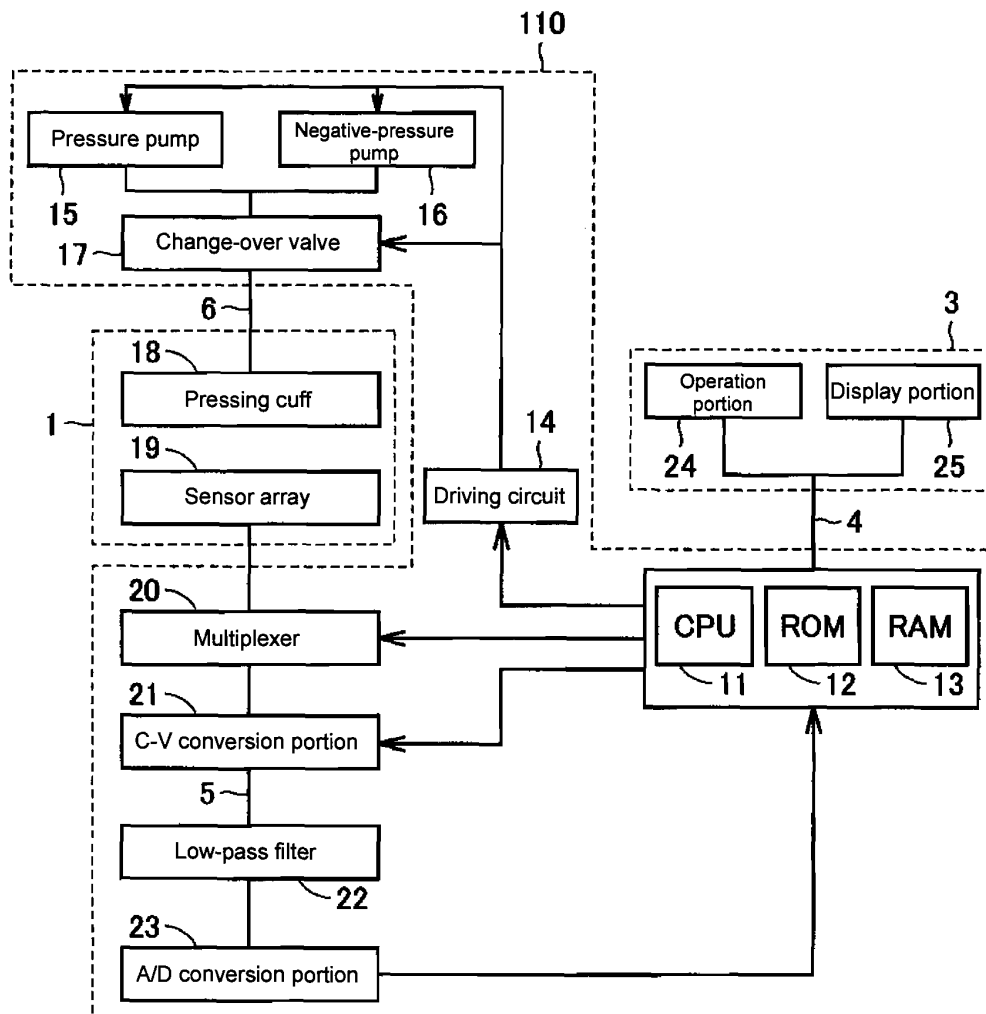 110
Pressure pump
Negative-pressure
pump
15
16
17
Change-over valve
6
3
18
Pressing cuff
Operation
portion
Display portion
1
19
14
24
25
Sensor array
Driving circuit
4
20
Multiplexer
CPU
ROM
RAM
11
12
13
21
C-V conversion portion
5
Low-pass filter
22
23
A/D conversion portion